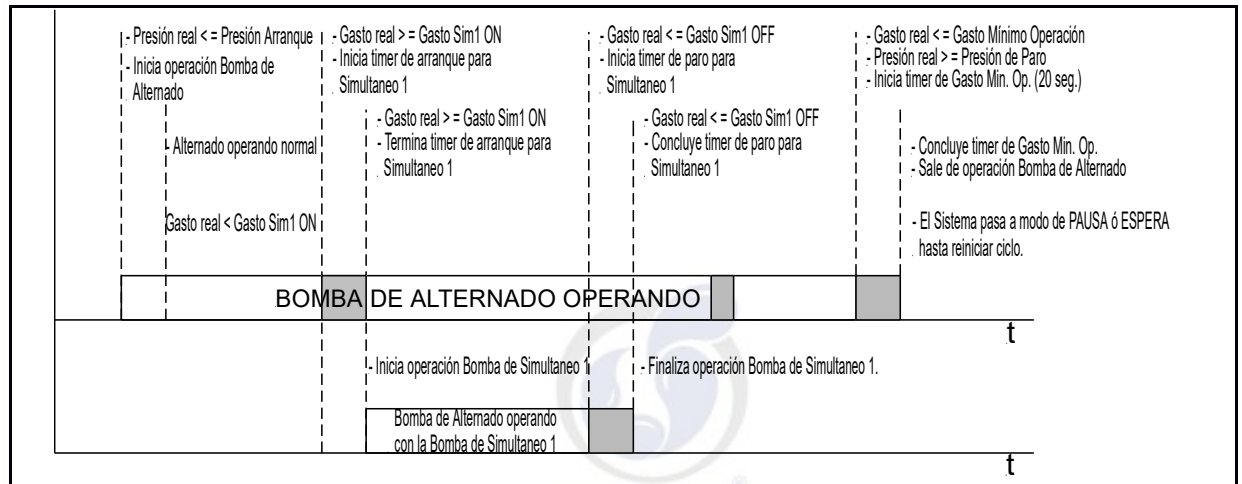 - Presión real < = Presión Arranque
- Inicia operación Bomba de
Alternado
- Alternado operando normal
Gasto real < Gasto Sim1 ON
- Gasto real > = Gasto Sim1 ON
- Inicia timer de arranque para
Simultaneo 1
- Gasto real > = Gasto Sim1 ON
- Termina timer de arranque para
Simultaneo 1
- Gasto real < = Gasto Sim1 OFF
- Inicia timer de paro para
Simultaneo 1
- Gasto real < = Gasto Sim1 OFF
- Concluye timer de paro para
Simultaneo 1
- Gasto real < = Gasto Mínimo Operación
- Presión real > = Presión de Paro
- Inicia timer de Gasto Min. Op. (20 seg.)
- Concluye timer de Gasto Min. Op.
- Sale de operación Bomba de Alternado
- El Sistema pasa a modo de PAUSA ó ESPERA
hasta reiniciar ciclo.
BOMBA DE ALTERNADO OPERANDO
t
- Inicia operación Bomba de Simultaneo 1
- Finaliza operación Bomba de Simultaneo 1.
Bomba de Alternado operando
con la Bomba de Simultaneo 1
t